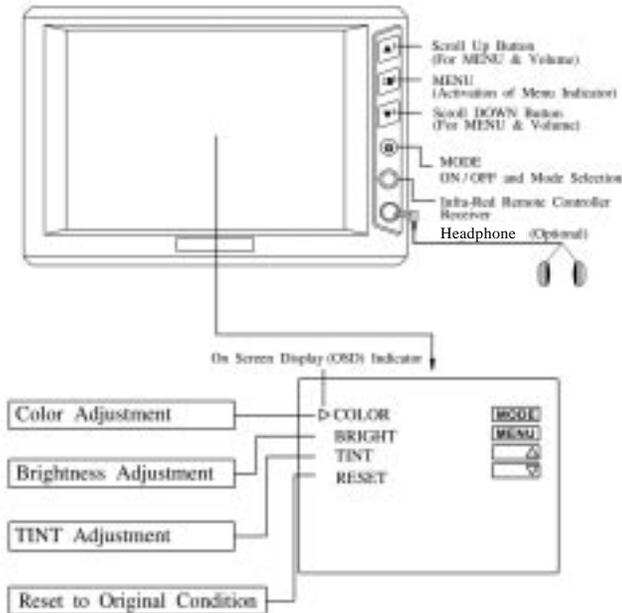 Scroll Up Button
(For MENU & Volume)
MENU
(Activation of Menu Indicator)
Scroll DOWN Button
(For MENU & Volume)
MODE
ON / OFF and Mode Selection
Infra-Red Remote Controller
Receiver
Headphone (Optional)
On Screen Display (OSD) Indicator
Color Adjustment
Brightness Adjustment
TINT Adjustment
Reset to Original Condition
COLOR
BRIGHT
TINT
RESET
MODE
MENU